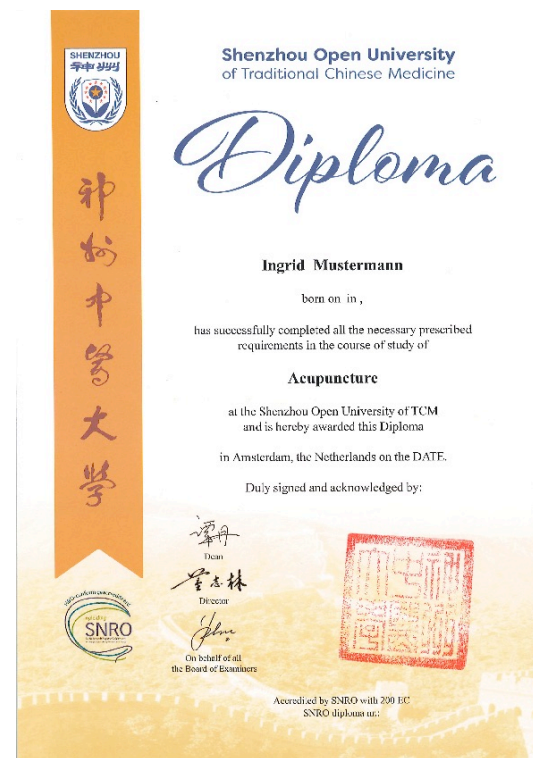 SHENZHOU
Shenzhou Open University
of Traditional Chinese Medicine
Diploma
神
州
中
醫
大
學
Ingrid Mustermann
born on in ,
has successfully completed all the necessary prescribed
requirements in the course of study of
Acupuncture
at the Shenzhou Open University of TCM
and is hereby awarded this Diploma
in Amsterdam, the Netherlands on the DATE.
Duly signed and acknowledged by:
Dean
Director
On behalf of all
the Board of Examiners
SNRO
Accredited by SNRO with 200 EC
SNRO diploma nr.: